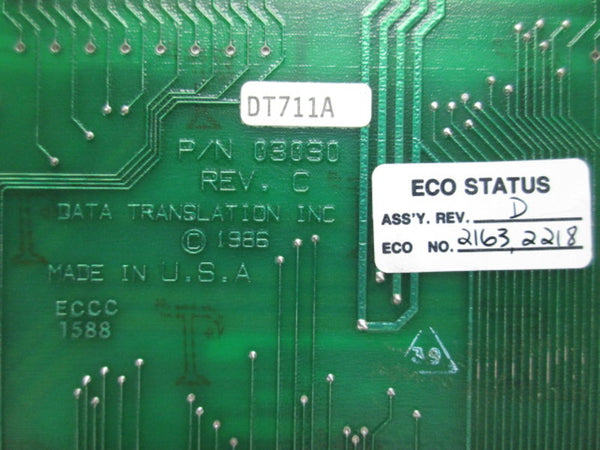 DT711A
P/N 03090
REV. C
DATA TRANSLATION INC
© 1986
MADE IN U.S.A
ECCC
1588
ECO STATUS
ASS'Y. REV. D
ECO NO. 2163, 2218
39